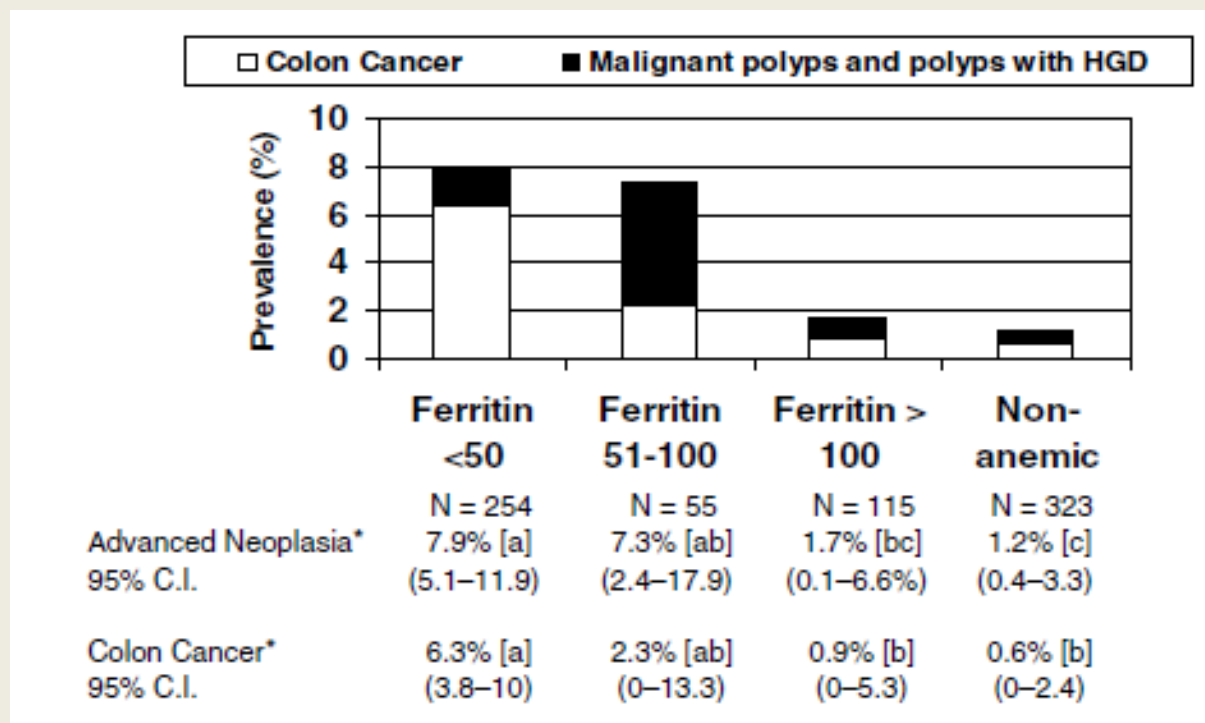 Colon Cancer Malignant polyps and polyps with HGD
Prevalence (%)
10
8
6
4
2
0
Ferritin <50 Ferritin 51-100 Ferritin > 100 Non-anemic
N = 254 N = 55 N = 115 N = 323
Advanced Neoplasia* 7.9% [a] 7.3% [ab] 1.7% [bc] 1.2% [c]
95% C.I. (5.1–11.9) (2.4–17.9) (0.1–6.6%) (0.4–3.3)
Colon Cancer* 6.3% [a] 2.3% [ab] 0.9% [b] 0.6% [b]
95% C.I. (3.8–10) (0–13.3) (0–5.3) (0–2.4)